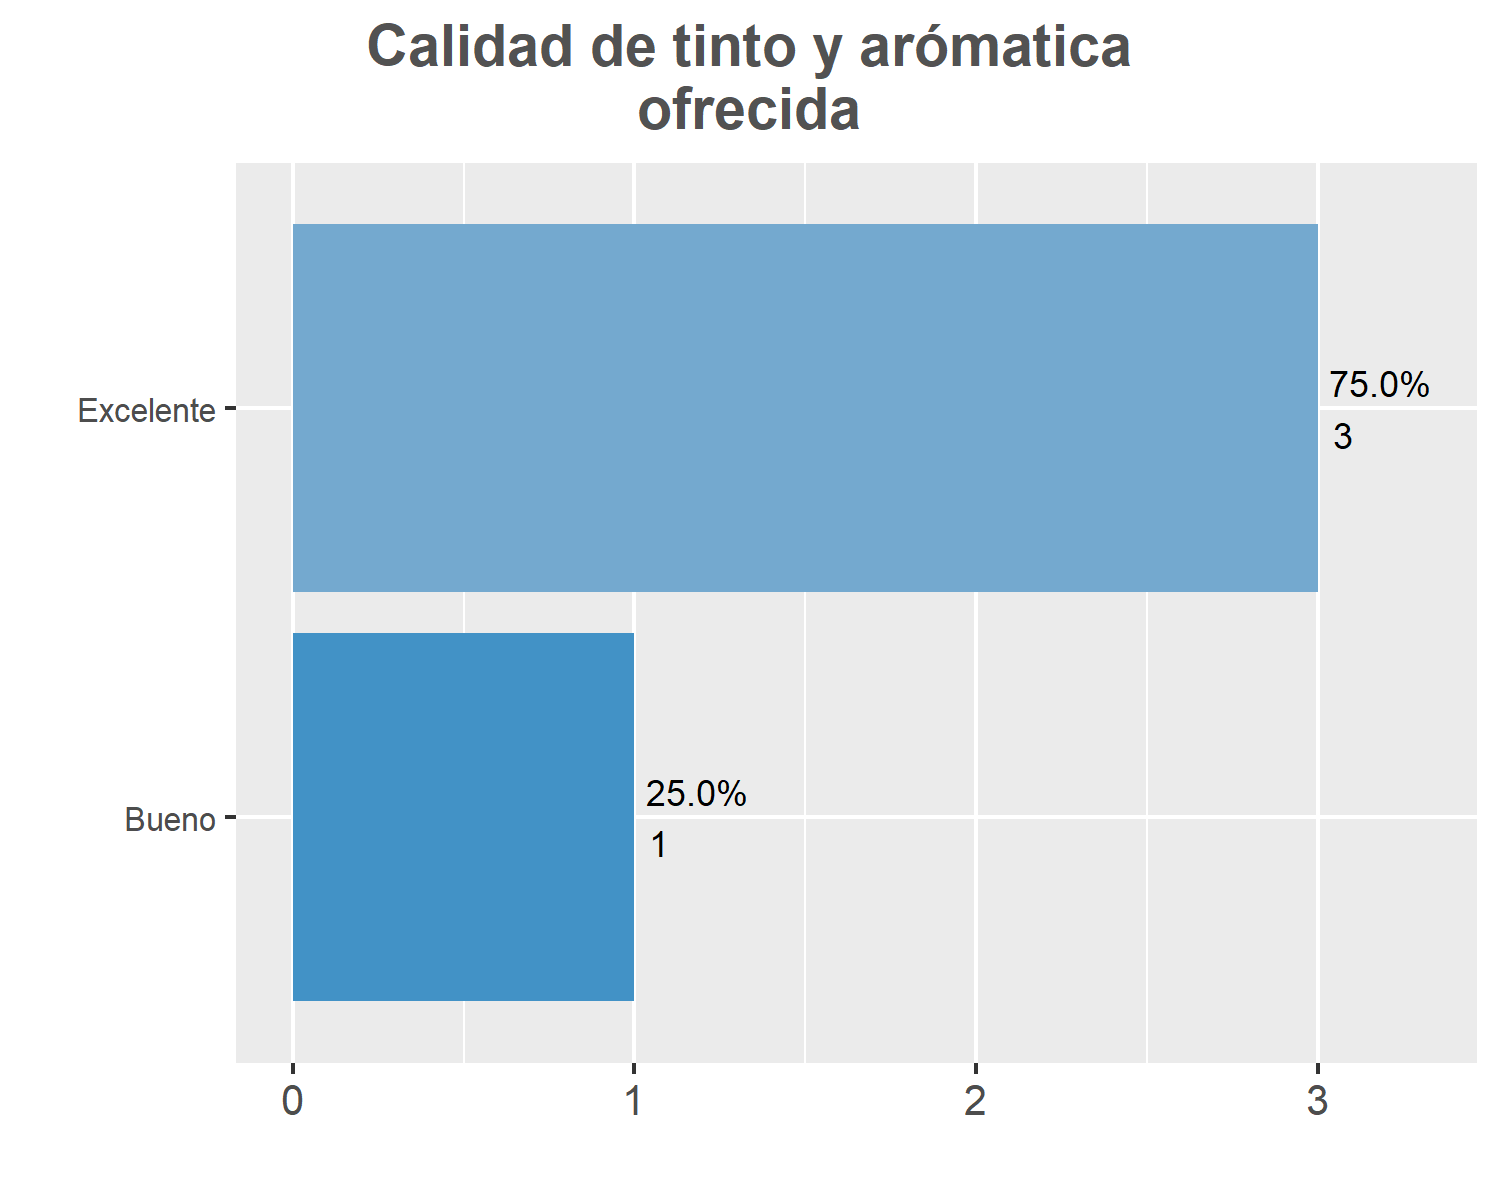 Calidad de tinto y arómatica
ofrecida
Excelente
75.0%
3
Bueno
25.0%
1
0 1 2 3